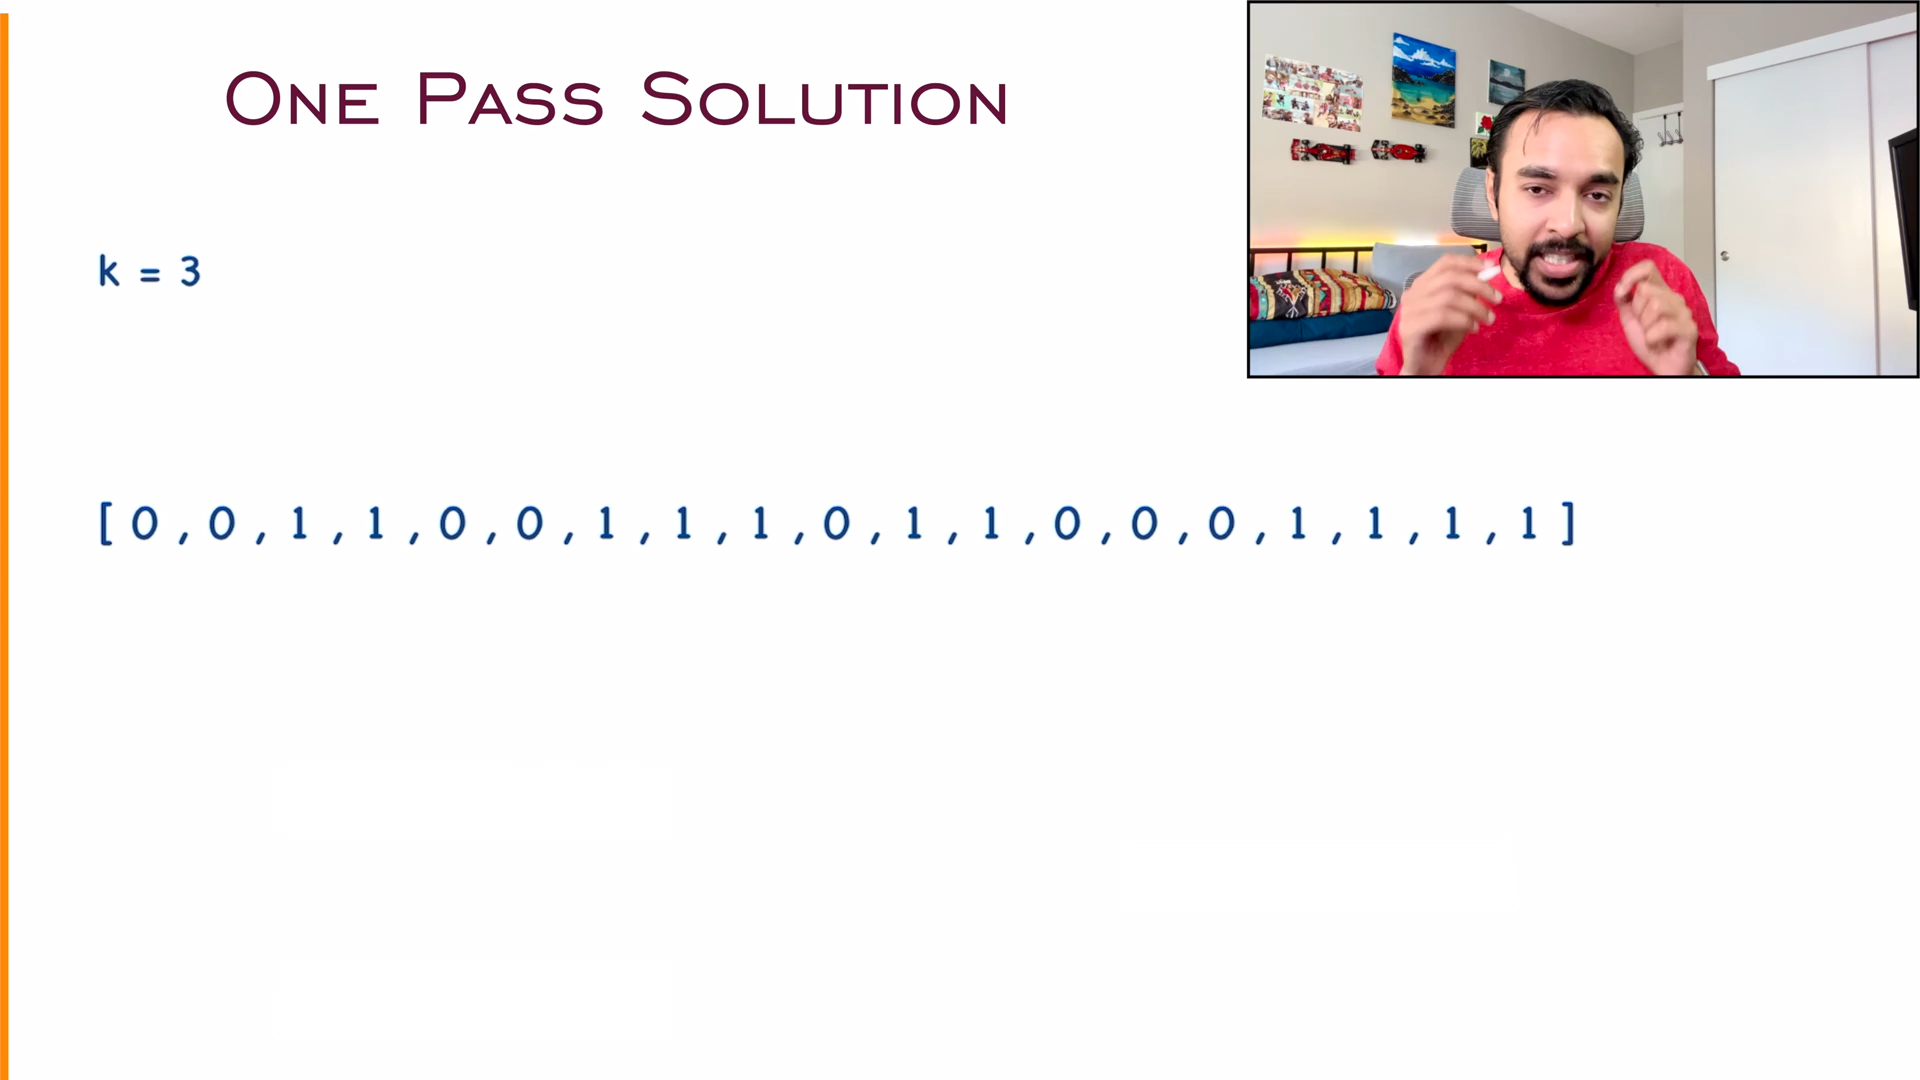 One Pass Solution
k = 3
[ 0 , 0 , 1 , 1 , 0 , 0 , 1 , 1 , 1 , 0 , 1 , 1 , 0 , 0 , 0 , 1 , 1 , 1 , 1 ]